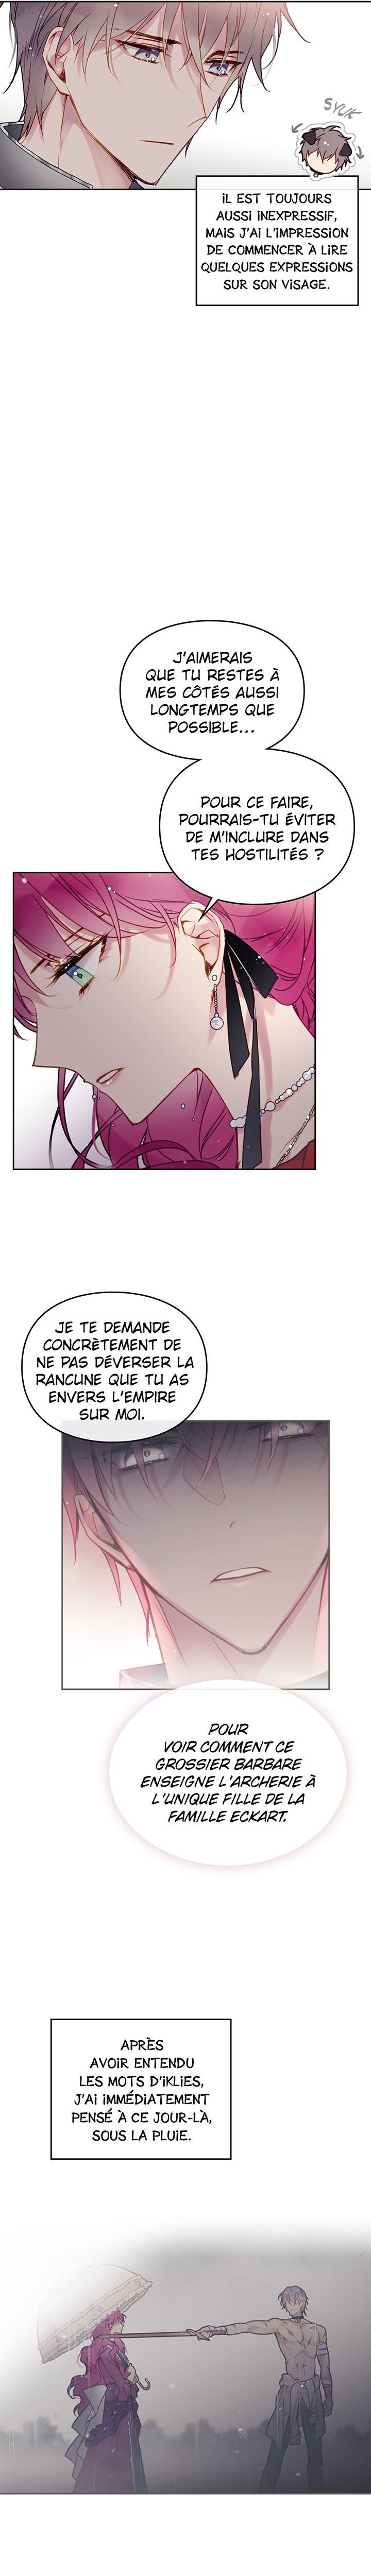 SYUK
IL EST TOUJOURS
AUSSI INEXPRESSIF,
MAIS J'AI L'IMPRESSION
DE COMMENCER À LIRE
QUELQUES EXPRESSIONS
SUR SON VISAGE.
J'AIMERAIS
QUE TU RESTES À
MES CÔTÉS AUSSI
LONGTEMPS QUE
POSSIBLE...
POUR CE FAIRE,
POURRAIS-TU ÉVITER
DE M'INCLURE DANS
TES HOSTILITÉS ?
JE TE DEMANDE
CONCRÈTEMENT DE
NE PAS DÉVERSER LA
RANCUNE QUE TU AS
ENVERS L'EMPIRE
SUR MOI.
POUR
VOIR COMMENT CE
GROSSIER BARBARE
ENSEIGNE L'ARCHERIE À
L'UNIQUE FILLE DE LA
FAMILLE ECKART.
APRÈS
AVOIR ENTENDU
LES MOTS D'IKLIES,
J'AI IMMÉDIATEMENT
PENSÉ À CE JOUR-LÀ,
SOUS LA PLUIE.